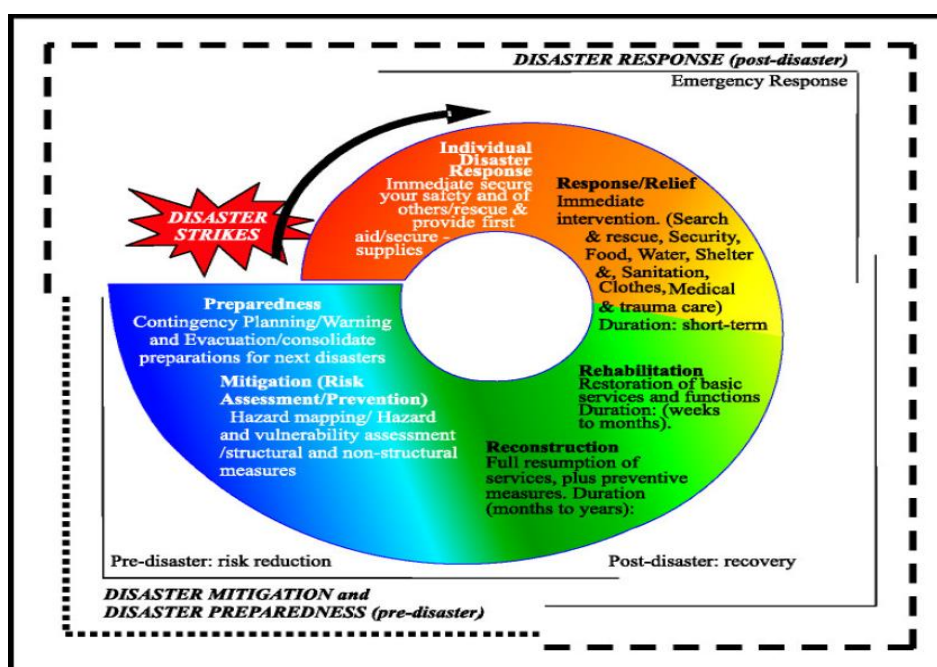 DISASTER RESPONSE (post-disaster)
Emergency Response
DISASTER
STRIKES
Individual
Disaster
Response
Immediate secure
your safety and of
others/rescue &
provide first
aid/secure -
supplies
Response/Relief
Immediate
intervention. (Search
& rescue, Security,
Food, Water, Shelter
&, Sanitation,
Clothes, Medical
& trauma care)
Duration: short-term
Rehabilitation
Restoration of basic
services and functions
Duration: (weeks
to months).
Reconstruction
Full resumption of
services, plus preventive
measures. Duration
(months to years):
Preparedness
Contingency Planning/Warning
and Evacuation/consolidate
preparations for next disasters
Mitigation (Risk
Assessment/Prevention)
Hazard mapping/ Hazard
and vulnerability assessment
/structural and non-structural
measures
Pre-disaster: risk reduction
Post-disaster: recovery
DISASTER MITIGATION and
DISASTER PREPAREDNESS (pre-disaster)